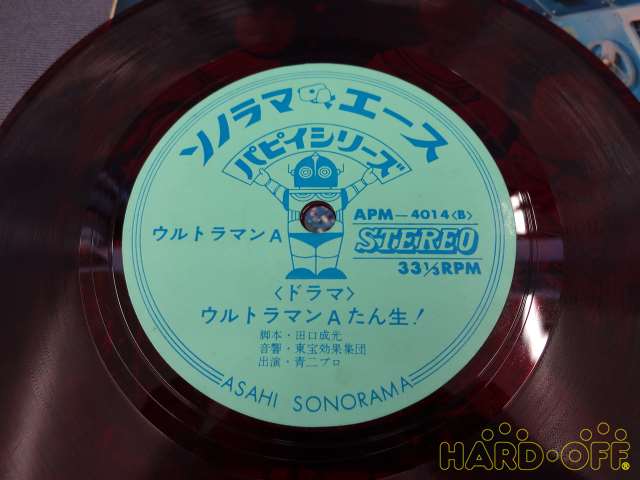 ソノラマエース
パピイシリーズ
ウルトラマンA
APM—4014〈B〉
STEREO
33⅓RPM
〈ドラマ〉
ウルトラマンAたん生!
脚本・田口成光
音響・東宝効果集団
出演・青二プロ
ASAHI SONORAMA
HARD・OFF®